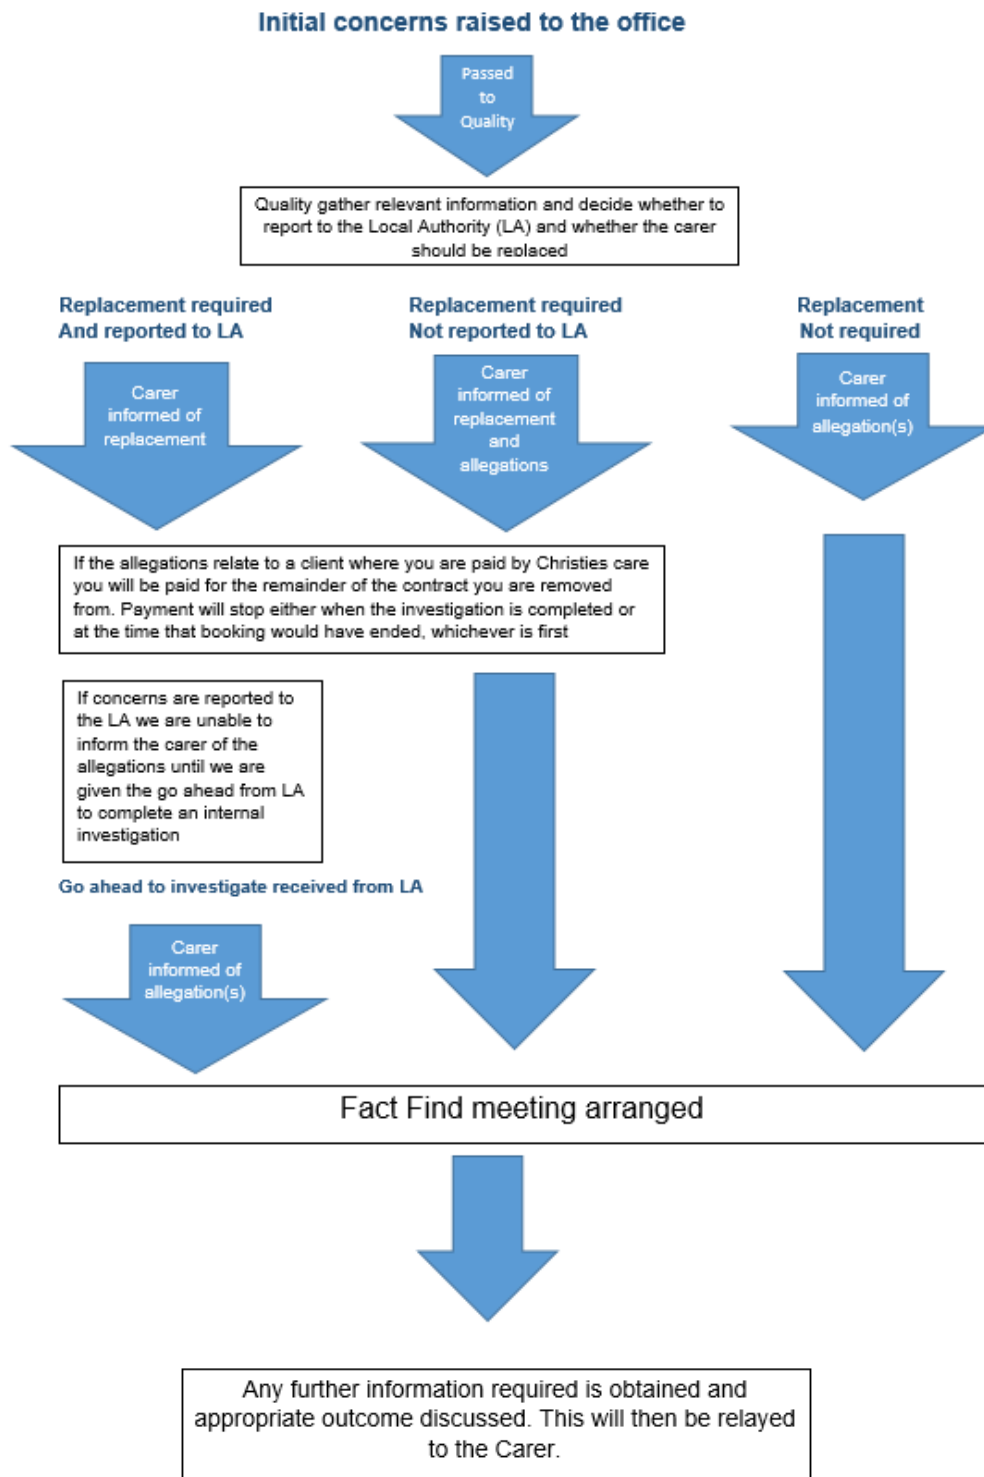 Initial concerns raised to the office
Passed
to
Quality
Quality gather relevant information and decide whether to
report to the Local Authority (LA) and whether the carer
should be replaced
Replacement required
And reported to LA
Replacement required
Not reported to LA
Replacement
Not required
Carer
informed of
replacement
Carer
informed of
replacement
and
allegations
Carer
informed of
allegation(s)
If the allegations relate to a client where you are paid by Christies care
you will be paid for the remainder of the contract you are removed
from. Payment will stop either when the investigation is completed or
at the time that booking would have ended, whichever is first
If concerns are reported to
the LA we are unable to
inform the carer of the
allegations until we are
given the go ahead from LA
to complete an internal
investigation
Go ahead to investigate received from LA
Carer
informed of
allegation(s)
Fact Find meeting arranged
Any further information required is obtained and
appropriate outcome discussed. This will then be relayed
to the Carer.